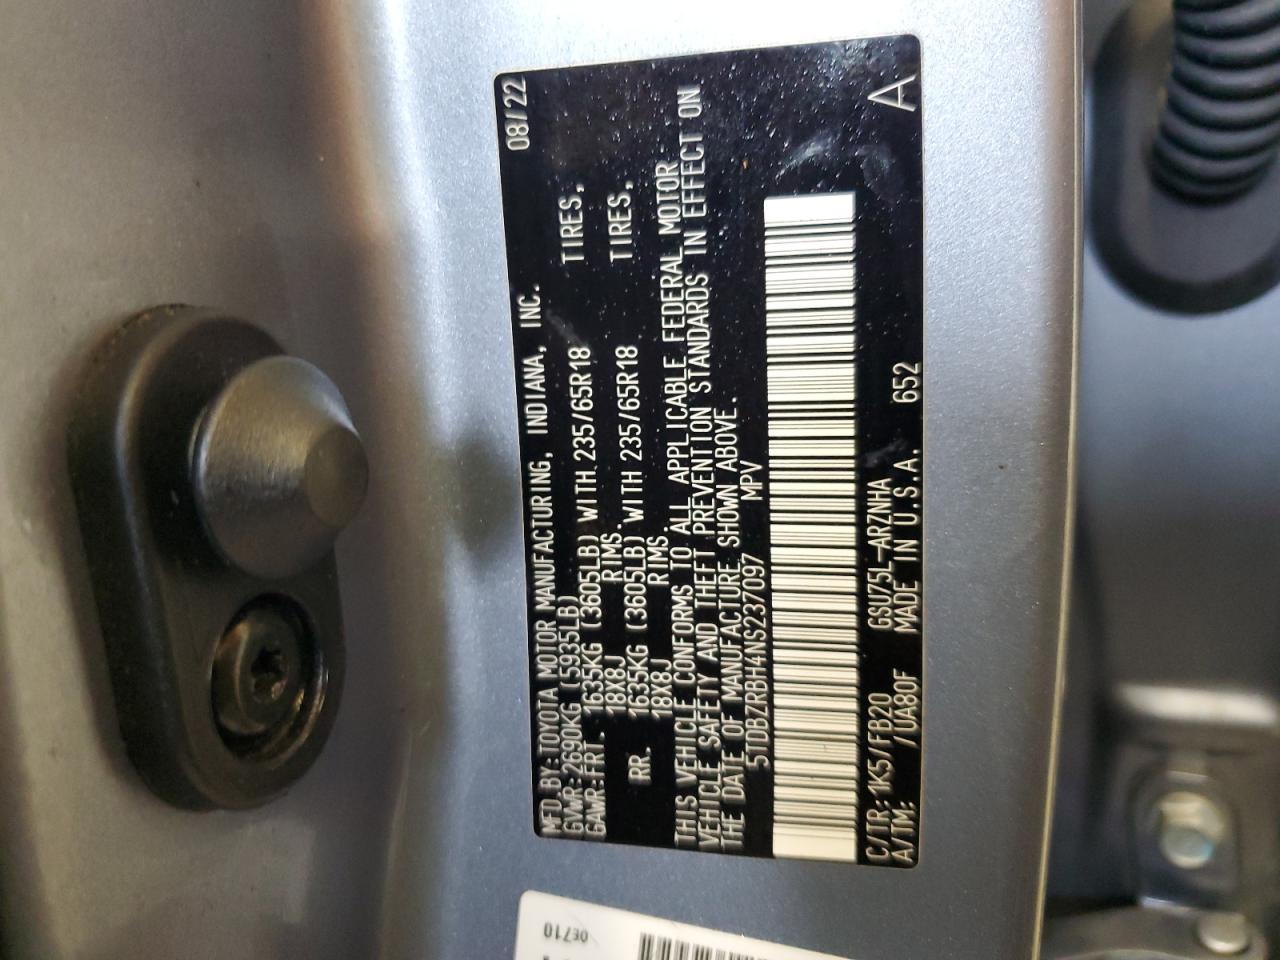 MFD. BY: TOYOTA MOTOR MANUFACTURING, INDIANA, INC. 08/22
GVWR: 2690KG (5935LB)
GAWR: FRT. 1635KG (3605LB) WITH 235/65R18 TIRES,
18X8J RIMS,
RR. 1635KG (3605LB) WITH 235/65R18 TIRES,
18X8J RIMS.
THIS VEHICLE CONFORMS TO ALL APPLICABLE FEDERAL MOTOR
VEHICLE SAFETY AND THEFT PREVENTION STANDARDS IN EFFECT ON
THE DATE OF MANUFACTURE SHOWN ABOVE.
5TDBZRBH4NS237097 MPV
C/TR: 1K5/FB20 GSU75L-ARZNHA 652 A
A/TM: /UA80F MADE IN U.S.A.
0E710